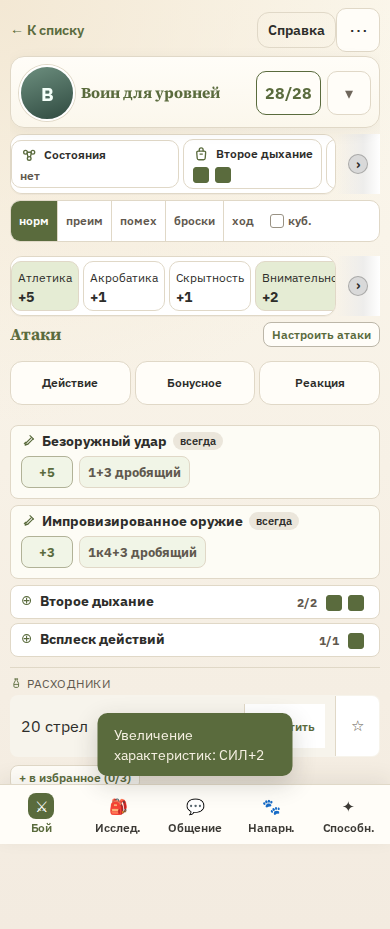 ← К списку
Справка
...
В
Воин для уровней
28/28
▼
Состояния
нет
Второе дыхание
норм
преим
помех
броски
ход
куб.
Атлетика
+5
Акробатика
+1
Скрытность
+1
Внимательно
+2
Атаки
Настроить атаки
Действие
Бонусное
Реакция
Безоружный удар всегда
+5
1+3 дробящий
Импровизированное оружие всегда
+3
1к4+3 дробящий
Второе дыхание
2/2
Всплеск действий
1/1
РАСХОДНИКИ
20 стрел
Увеличение
характеристик: СИЛ+2
+ в избранное (0/3)
Бой
Исслед.
Общение
Напарн.
Способн.